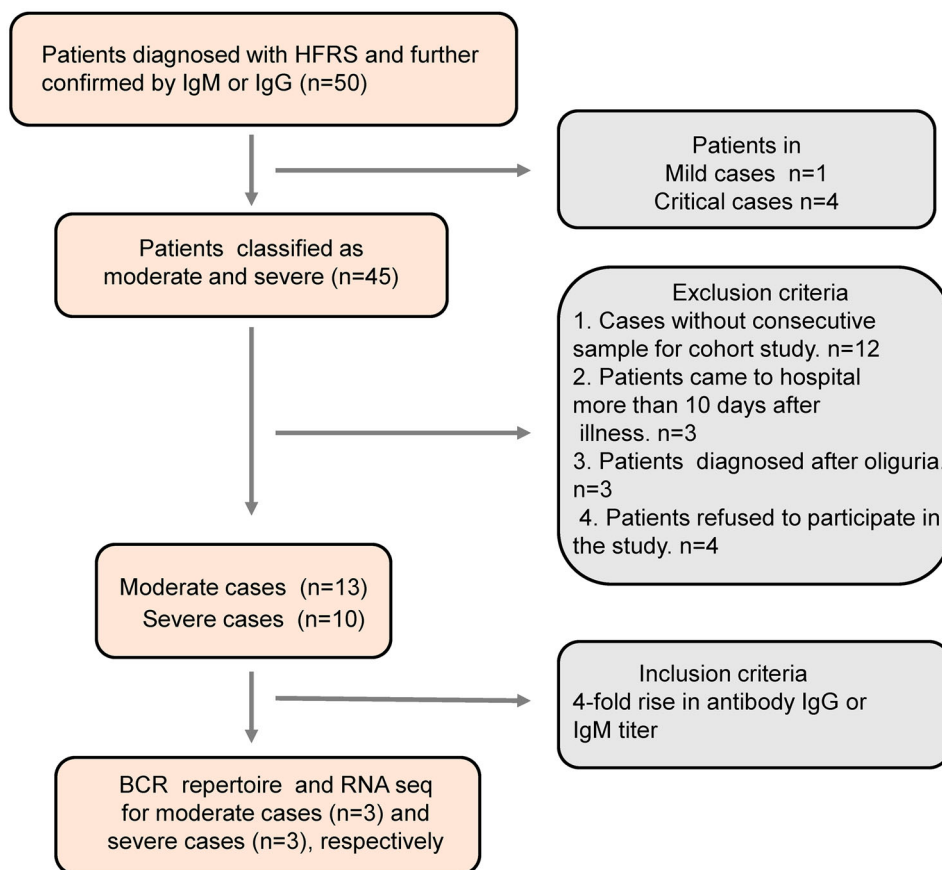 Patients diagnosed with HFRS and further
confirmed by IgM or IgG (n=50)
Patients in
Mild cases n=1
Critical cases n=4
Patients classified as
moderate and severe (n=45)
Exclusion criteria
1. Cases without consecutive
sample for cohort study. n=12
2. Patients came to hospital
more than 10 days after
illness. n=3
3. Patients diagnosed after oliguria.
n=3
4. Patients refused to participate in
the study. n=4
Moderate cases (n=13)
Severe cases (n=10)
Inclusion criteria
4-fold rise in antibody IgG or
IgM titer
BCR repertoire and RNA seq
for moderate cases (n=3) and
severe cases (n=3), respectively